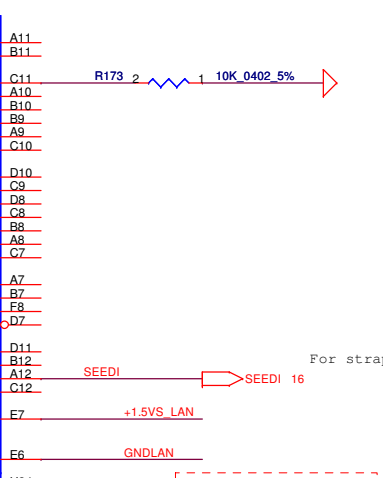 A11
B11
C11 R173 2 1 10K_0402_5%
A10
B10
B9
A9
C10
D10
C9
D8
C8
B8
A8
C7
A7
B7
F8
D7
D11
B12
For strap
A12 SEEDI SEEDI 16
C12
E7 +1.5VS_LAN
E6 GNDLAN